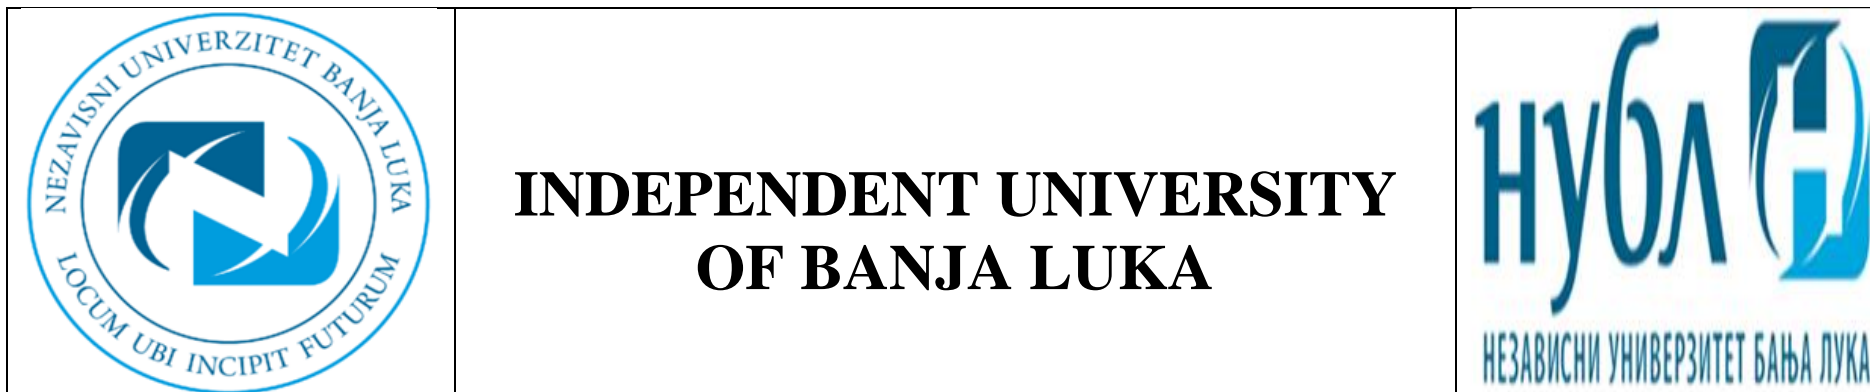 NEZAVISNI UNIVERZITET BANJA LUKA
LOCUM UBI INCIPIT FUTURUM
INDEPENDENT UNIVERSITY
OF BANJA LUKA
нубл
НЕЗАВИСНИ УНИВЕРЗИТЕТ БАЊА ЛУКА